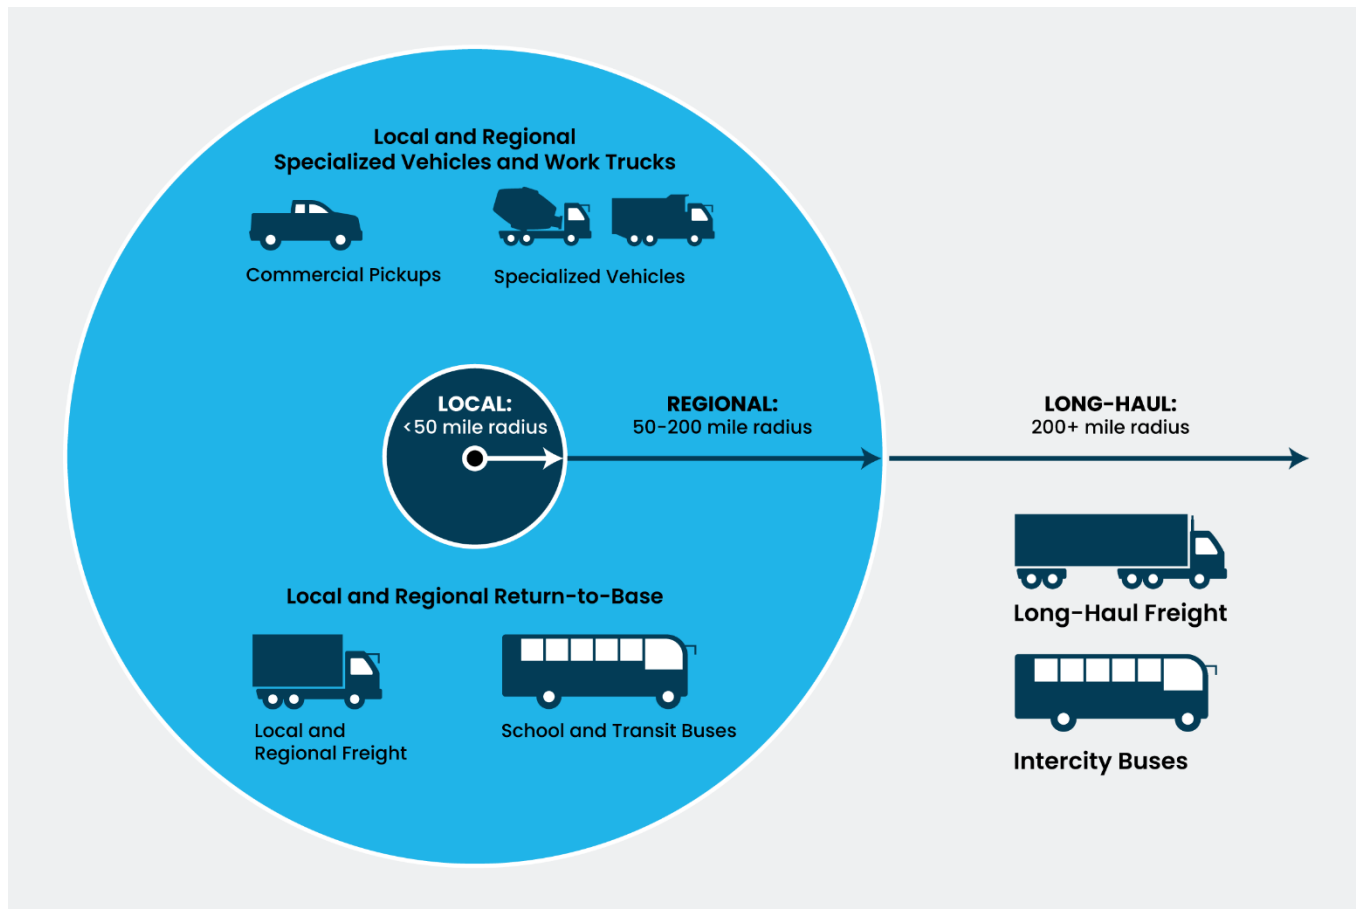 Local and Regional
Specialized Vehicles and Work Trucks
Commercial Pickups
Specialized Vehicles
LOCAL:
<50 mile radius
REGIONAL:
50-200 mile radius
LONG-HAUL:
200+ mile radius
Local and Regional Return-to-Base
Local and
Regional Freight
School and Transit Buses
Long-Haul Freight
Intercity Buses